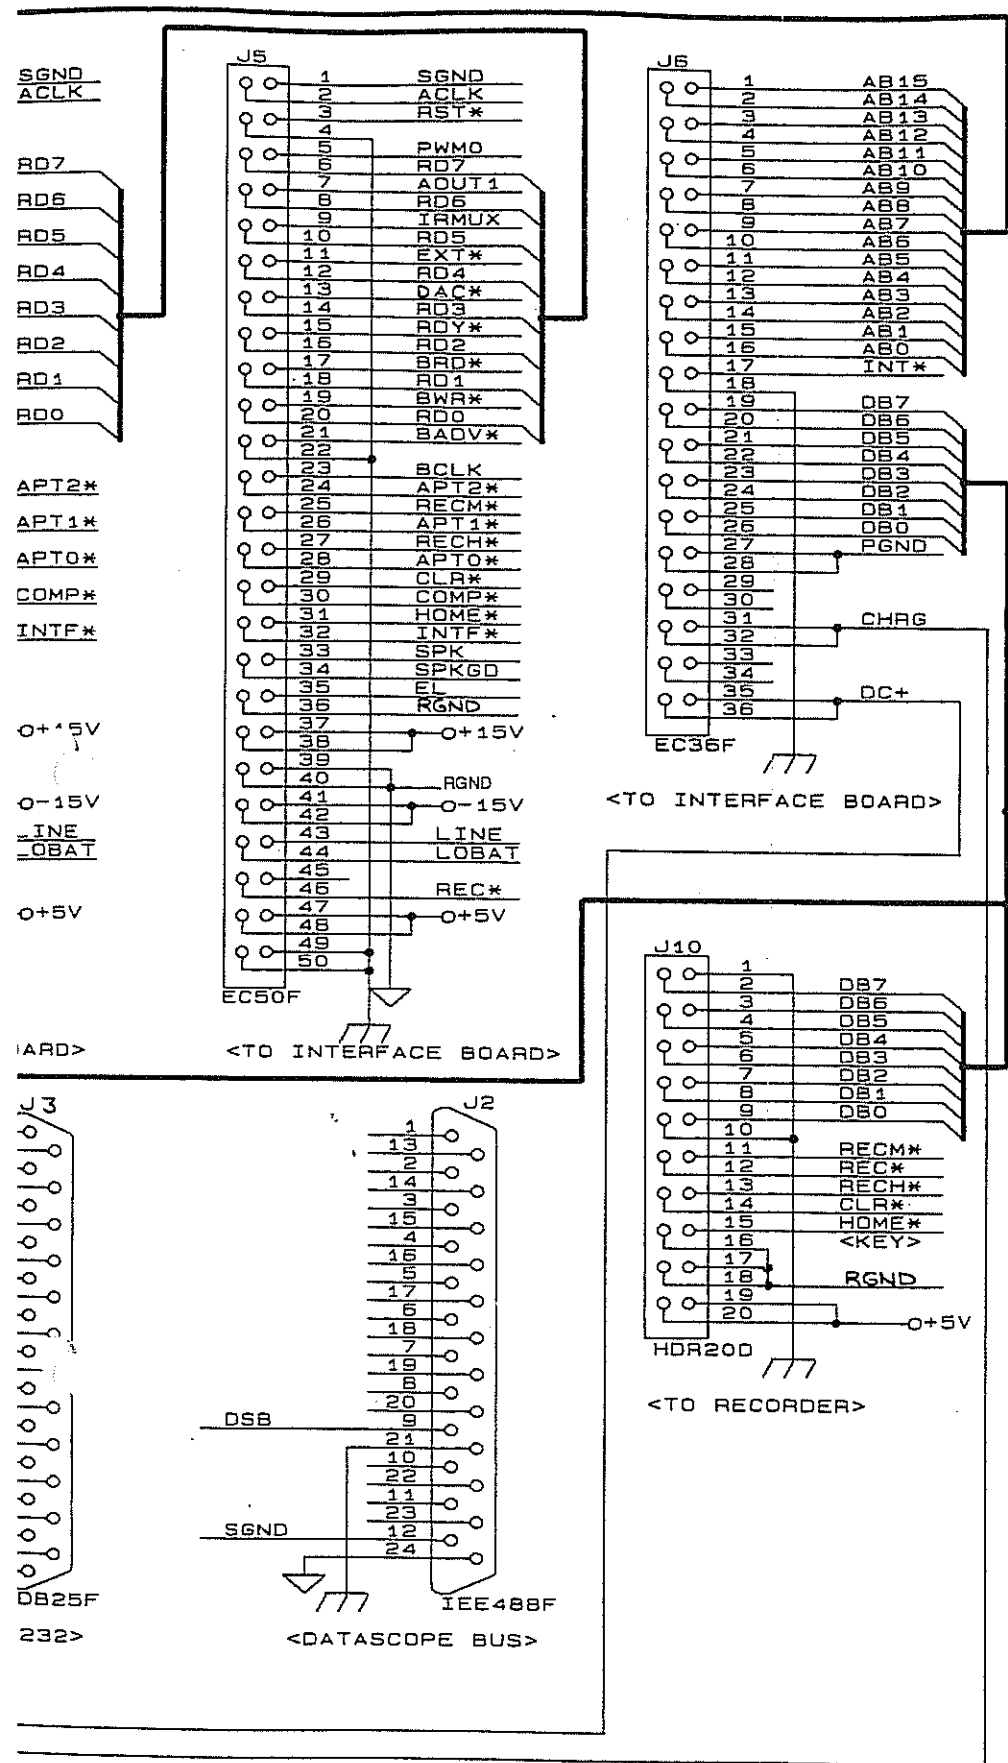 SGND
ACLK
RD7
RD6
RD5
RD4
RD3
RD2
RD1
RD0
APT2*
APT1*
APT0*
COMP*
INTF*
-15V
+5V
J5
1 SGND
2 ACLK
3 RST*
4
5 PWM0
6 RD7
7 AOUT1
8 RD6
9 IRMUX
10 RD5
11 EXT*
12 RD4
13 DAC*
14 RD3
15 RDY*
16 RD2
17 BRD*
18 RD1
19 BWR*
20 RD0
21 BADV*
22
23 BCLK
24 APT2*
25 RECM*
26 APT1*
27 RECH*
28 APT0*
29 CLR*
30 COMP*
31 HOME*
32 INTF*
33 SPK
34 SPKGD
35 EL
36 RGND
37 +15V
38
39
40 RGND
41 -15V
42
43 LINE
44 LOBAT
45
46 REC*
47 +5V
48
49
50
EC50F
<TO INTERFACE BOARD>
J6
1 AB15
2 AB14
3 AB13
4 AB12
5 AB11
6 AB10
7 AB9
8 AB8
9 AB7
10 AB6
11 AB5
12 AB4
13 AB3
14 AB2
15 AB1
16 AB0
17 INT*
18
19 DB7
20 DB6
21 DB5
22 DB4
23 DB3
24 DB2
25 DB1
26 DB0
27 PGND
28
29
30
31 CHRG
32
33
34
35 DC+
36
EC36F
<TO INTERFACE BOARD>
J10
1
2 DB7
3 DB6
4 DB5
5 DB4
6 DB3
7 DB2
8 DB1
9 DB0
10
11 RECM*
12 REC*
13 RECH*
14 CLR*
15 HOME*
16 <KEY>
17
18 RGND
19
20 +5V
HDR20D
<TO RECORDER>
ARD>
J3
DB25F
232>
J2
1
13
2
14
3
15
4
16
5
17
6
18
7
19
8
20
DSB 9
21
10
22
11
23
SGND 12
24
IEE488F
<DATASCOPE BUS>